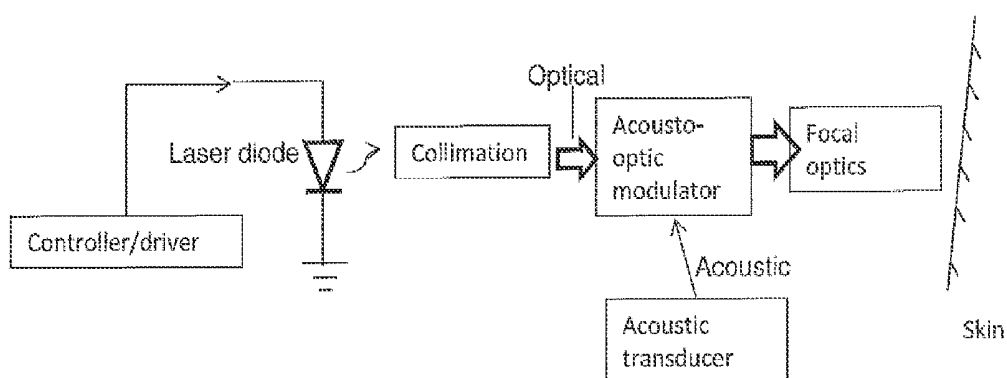 Optical
Laser diode
Collimation
Acousto-
optic
modulator
Focal
optics
Controller/driver
Acoustic
Acoustic
transducer
Skin